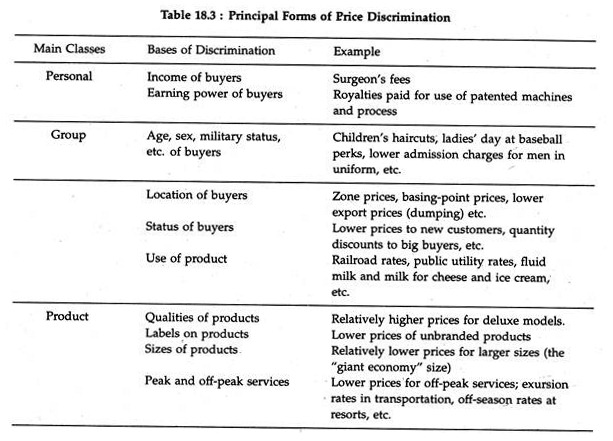 Table 18.3 : Principal Forms of Price Discrimination
Main Classes Bases of Discrimination Example
Personal Income of buyers Surgeon's fees
Earning power of buyers Royalties paid for use of patented machines
and process
Group Age, sex, military status, Children's haircuts, ladies' day at baseball
etc. of buyers perks, lower admission charges for men in
uniform, etc.
Location of buyers Zone prices, basing-point prices, lower
export prices (dumping) etc.
Status of buyers Lower prices to new customers, quantity
discounts to big buyers, etc.
Use of product Railroad rates, public utility rates, fluid
milk and milk for cheese and ice cream,
etc.
Product Qualities of products Relatively higher prices for deluxe models.
Labels on products Lower prices of unbranded products
Sizes of products Relatively lower prices for larger sizes (the
"giant economy" size)
Peak and off-peak services Lower prices for off-peak services; exursion
rates in transportation, off-season rates at
resorts, etc.